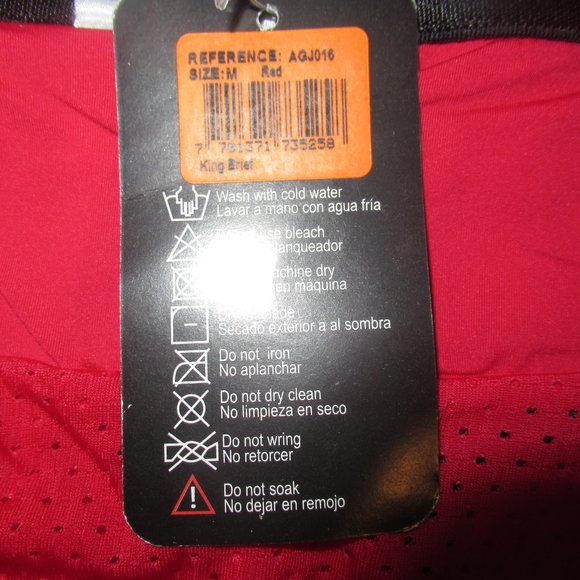 REFERENCE: AGJ016
SIZE: M Red
7 781371 735258
King Brief
Wash with cold water
Lavar a mano con agua fría
use bleach
machine dry
en máquina
Secado exterior a al sombra
Do not iron
No aplanchar
Do not dry clean
No limpieza en seco
Do not wring
No retorcer
Do not soak
No dejar en remojo